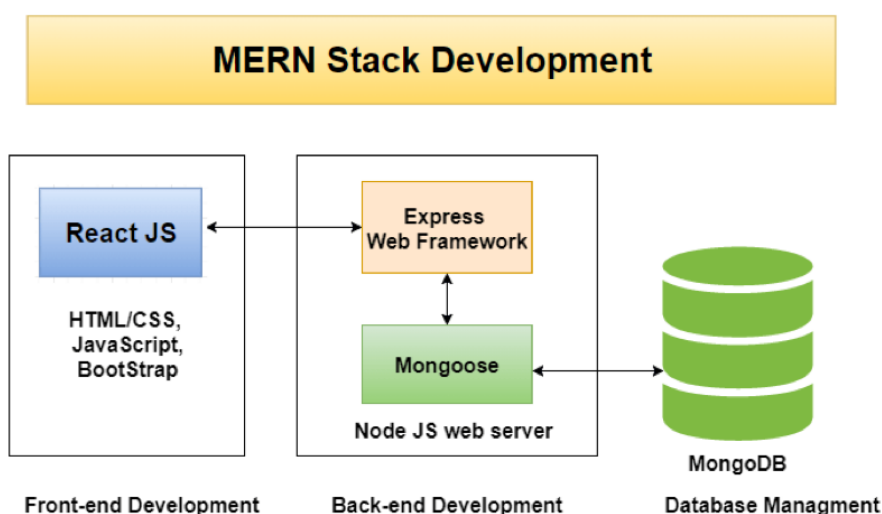 MERN Stack Development
React JS
HTML/CSS,
JavaScript,
BootStrap
Front-end Development
Express
Web Framework
Mongoose
Node JS web server
Back-end Development
MongoDB
Database Managment